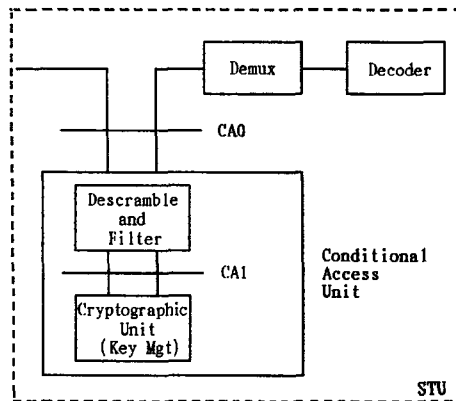 Demux
Decoder
CA0
Descramble
and
Filter
CA1
Cryptographic
Unit
(Key Mgt)
Conditional
Access
Unit
STU